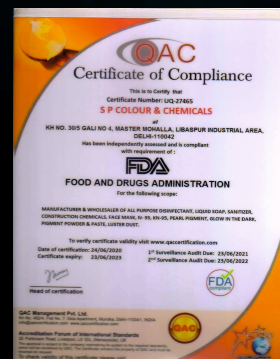 QAC
Certificate of Compliance
This is to Certify that
Certificate Number: UQ-27465
S P COLOUR & CHEMICALS
of
KH NO. 30/5 GALI NO 4, MASTER MOHALLA, LIBASPUR INDUSTRIAL AREA,
DELHI-110042
Has been independently assessed and is compliant
with requirement of :
FDA
FOOD AND DRUGS ADMINISTRATION
For the following scope:
MANUFACTURER & WHOLESALER OF ALL PURPOSE DISINFECTANT, LIQUID SOAP, SANITIZER,
CONSTRUCTION CHEMICALS, FACE MASK, N-95, KN-95, PEARL PIGMENT, GLOW IN THE DARK,
PIGMENT POWDER & PASTE, LUSTER DUST.
To verify certificate validity visit www.qaccertification.com
Date of certification: 24/06/2020 1st Surveillance Audit Due: 23/06/2021
Certificate expiry: 23/06/2023 2nd Surveillance Audit Due: 23/06/2022
FDA
Head of certification
QAC Management Pvt. Ltd.
QAC
Accreditation Forum of International Standards